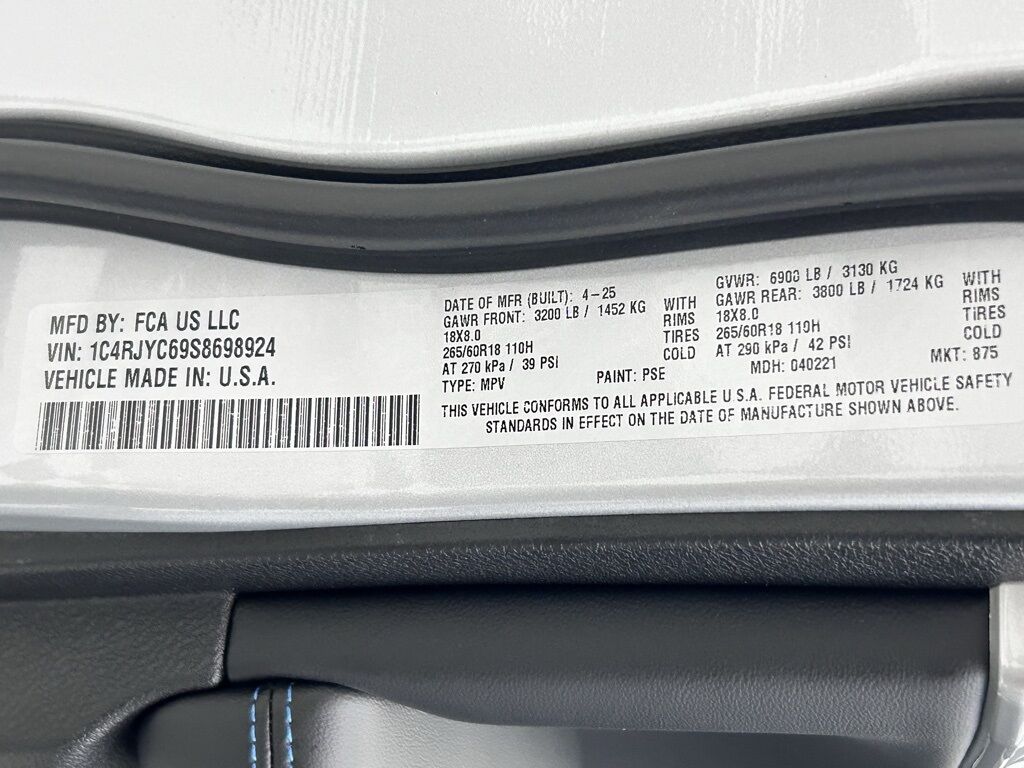 MFD BY: FCA US LLC
VIN: 1C4RJYC69S8698924
VEHICLE MADE IN: U.S.A.
DATE OF MFR (BUILT): 4-25
GAWR FRONT: 3200 LB / 1452 KG WITH
18X8.0 RIMS
265/60R18 110H TIRES
AT 270 kPa / 39 PSI COLD
TYPE: MPV PAINT: PSE
GVWR: 6900 LB / 3130 KG
GAWR REAR: 3800 LB / 1724 KG WITH
18X8.0 RIMS
265/60R18 110H TIRES
AT 290 kPa / 42 PSI COLD
MDH: 040221 MKT: 875
THIS VEHICLE CONFORMS TO ALL APPLICABLE U.S.A. FEDERAL MOTOR VEHICLE SAFETY
STANDARDS IN EFFECT ON THE DATE OF MANUFACTURE SHOWN ABOVE.